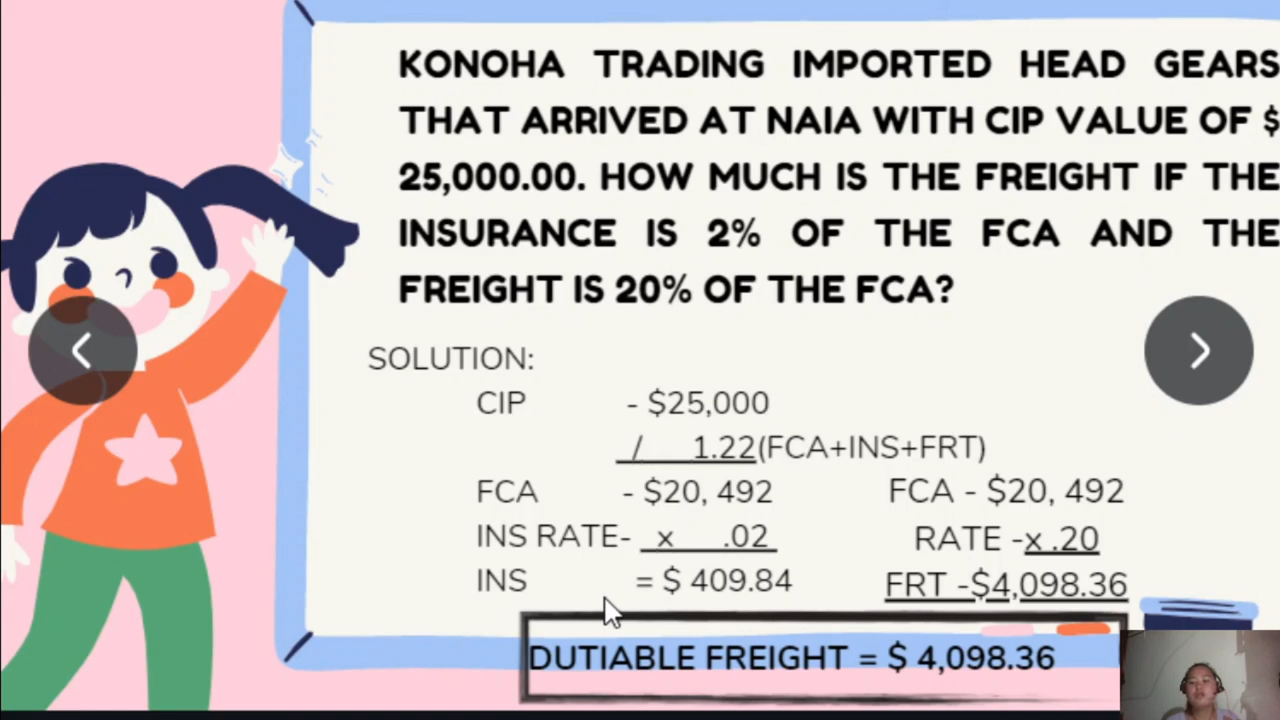 KONOHA TRADING IMPORTED HEAD GEARS
THAT ARRIVED AT NAIA WITH CIP VALUE OF $
25,000.00. HOW MUCH IS THE FREIGHT IF THE
INSURANCE IS 2% OF THE FCA AND THE
FREIGHT IS 20% OF THE FCA?
SOLUTION:
CIP - $25,000
/ 1.22(FCA+INS+FRT)
FCA - $20, 492
INS RATE- x .02
INS = $ 409.84
FCA - $20, 492
RATE -x .20
FRT -$4,098.36
DUTIABLE FREIGHT = $ 4,098.36